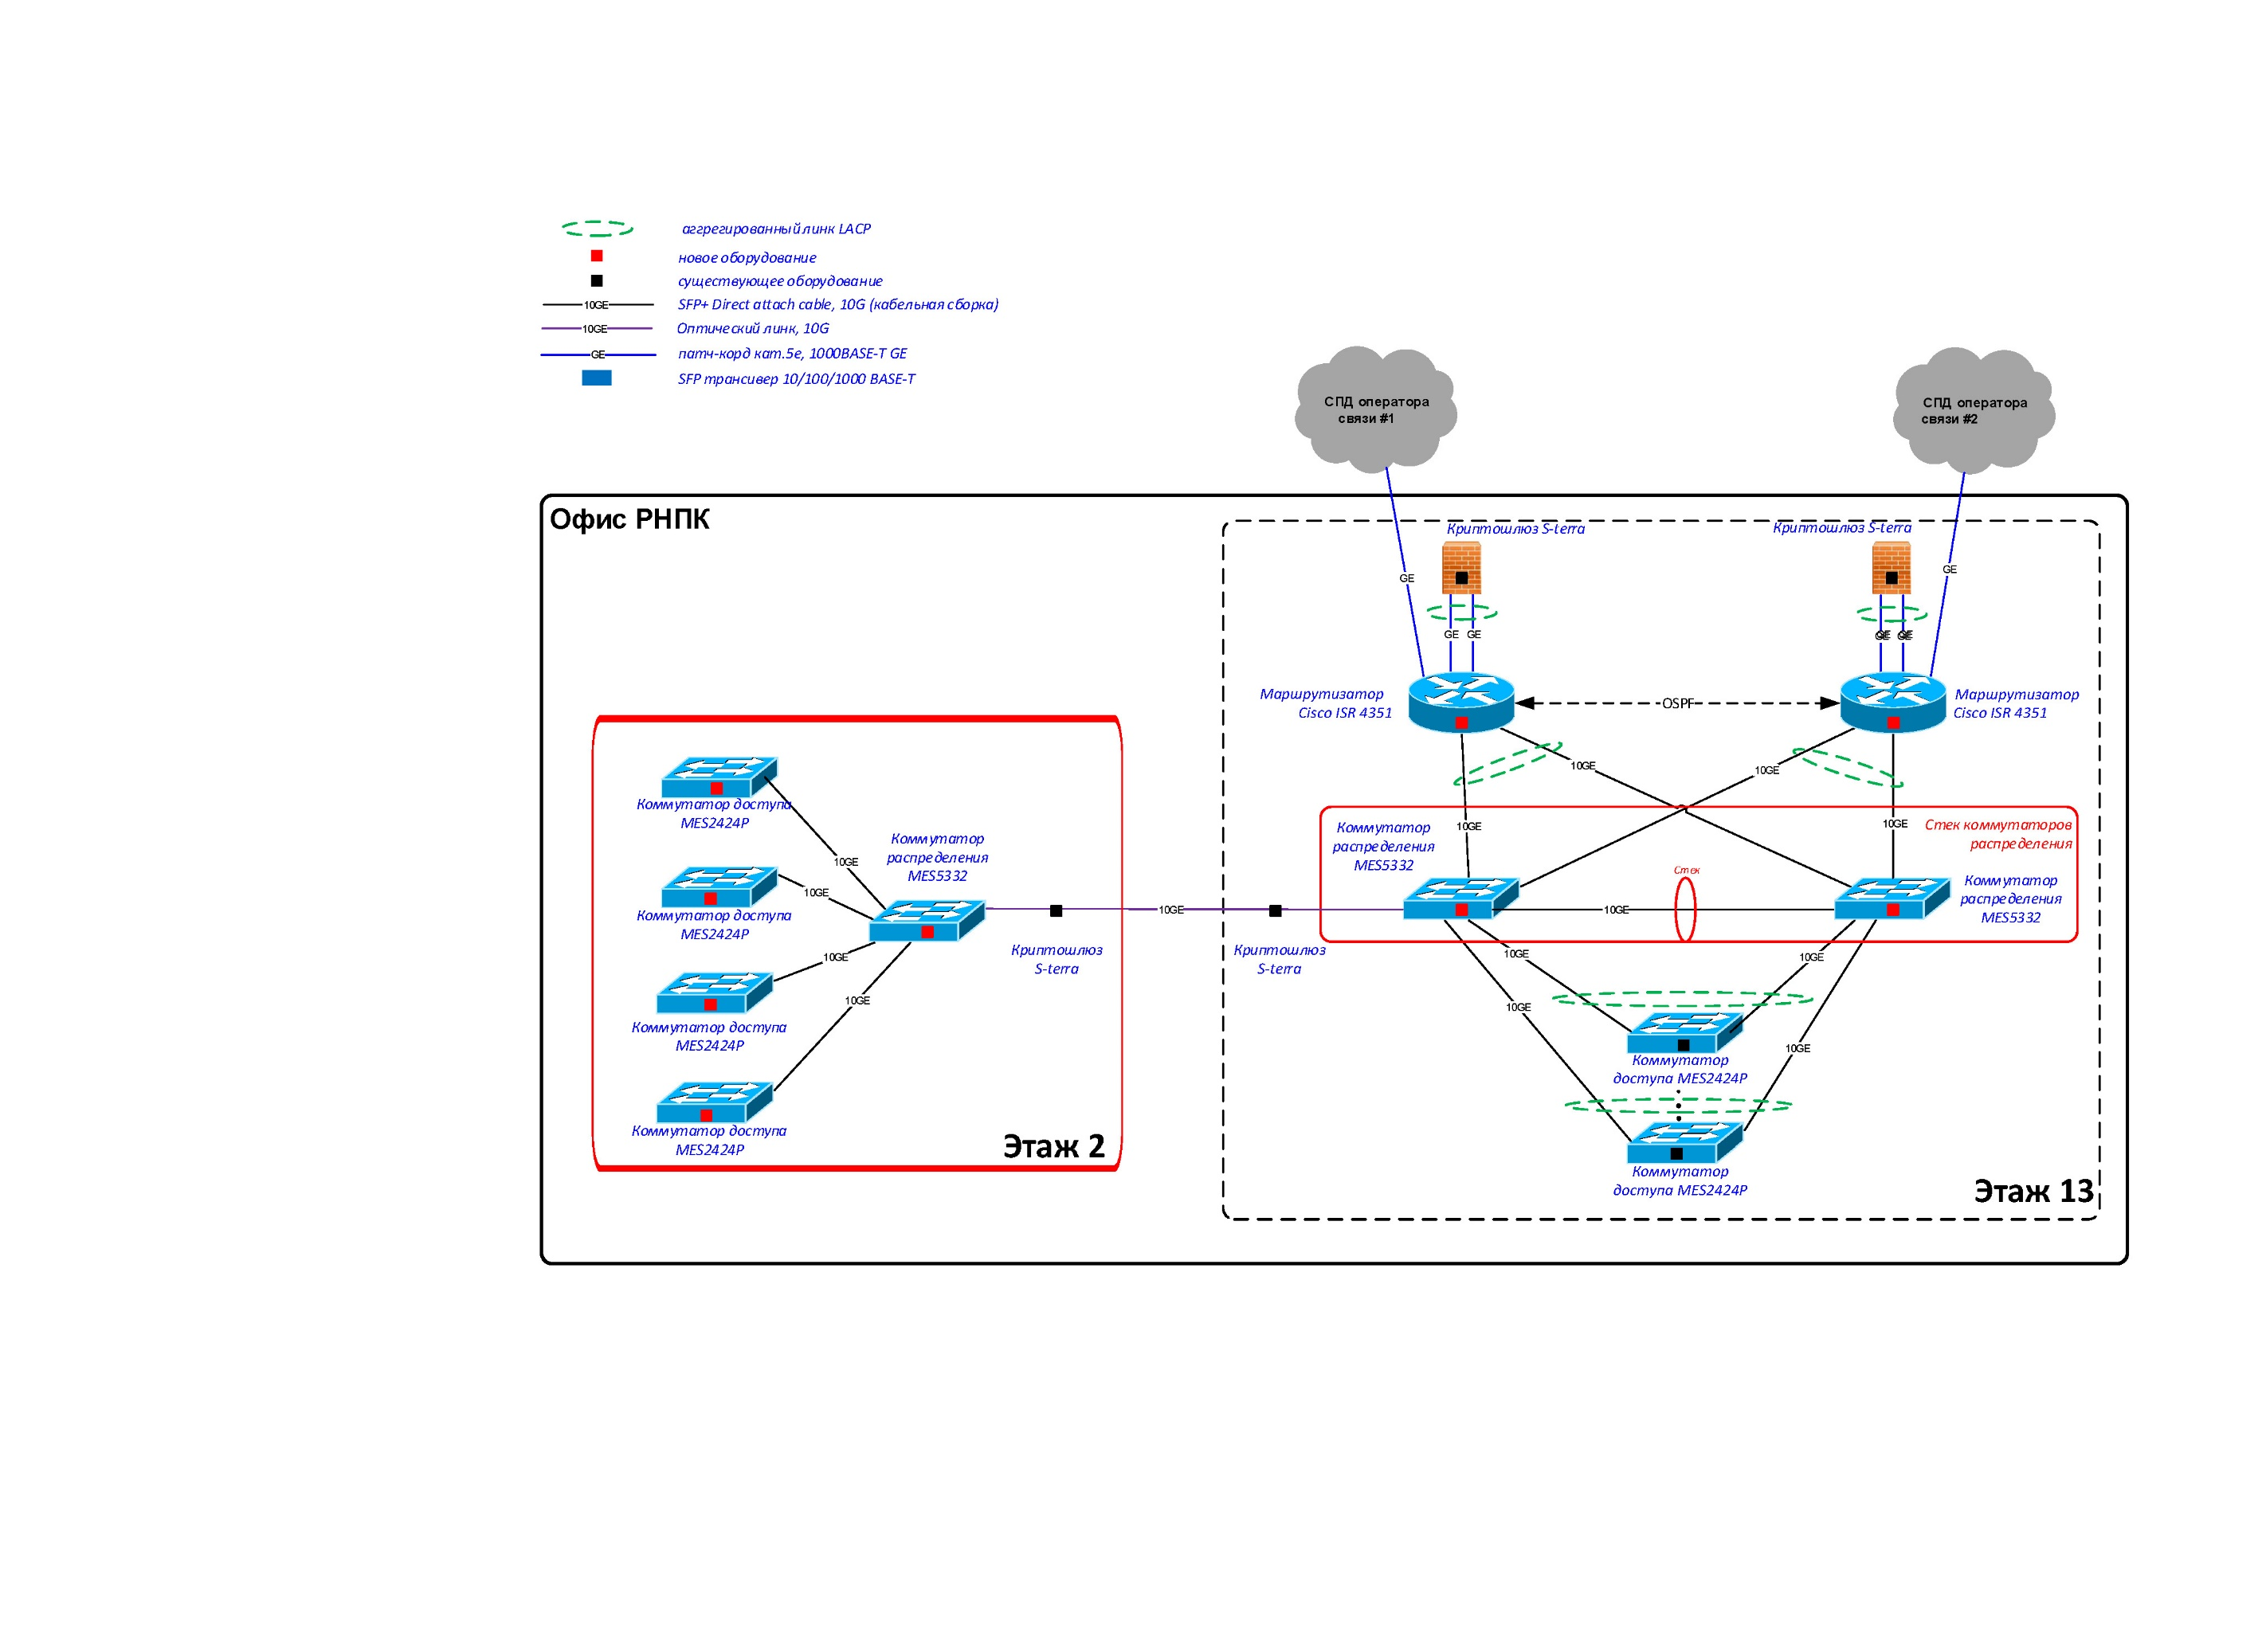 аггрегированный линк LACP
новое оборудование
существующее оборудование
10GE
SFP+ Direct attach cable, 10G (кабельная сборка)
10GE
Оптический линк, 10G
GE
патч-корд кат.5е, 1000BASE-T GE
SFP трансивер 10/100/1000 BASE-T
СПД оператора
связи #1
СПД оператора
связи #2
Офис РНПК
Криптошлюз S-terra
Криптошлюз S-terra
GE
GE
GE
GE
GE
GE
Маршрутизатор
Cisco ISR 4351
OSPF
Маршрутизатор
Cisco ISR 4351
10GE
10GE
10GE
10GE
Стек коммутаторов
распределения
Коммутатор
распределения
MES5332
Стек
10GE
Коммутатор
распределения
MES5332
Коммутатор доступа
MES2424P
Коммутатор
распределения
MES5332
10GE
10GE
Коммутатор доступа
MES2424P
10GE
10GE
Криптошлюз
S-terra
Криптошлюз
S-terra
10GE
Коммутатор доступа
MES2424P
Коммутатор доступа
MES2424P
Этаж 2
10GE
10GE
10GE
10GE
Коммутатор
доступа MES2424P
Коммутатор
доступа MES2424P
Этаж 13